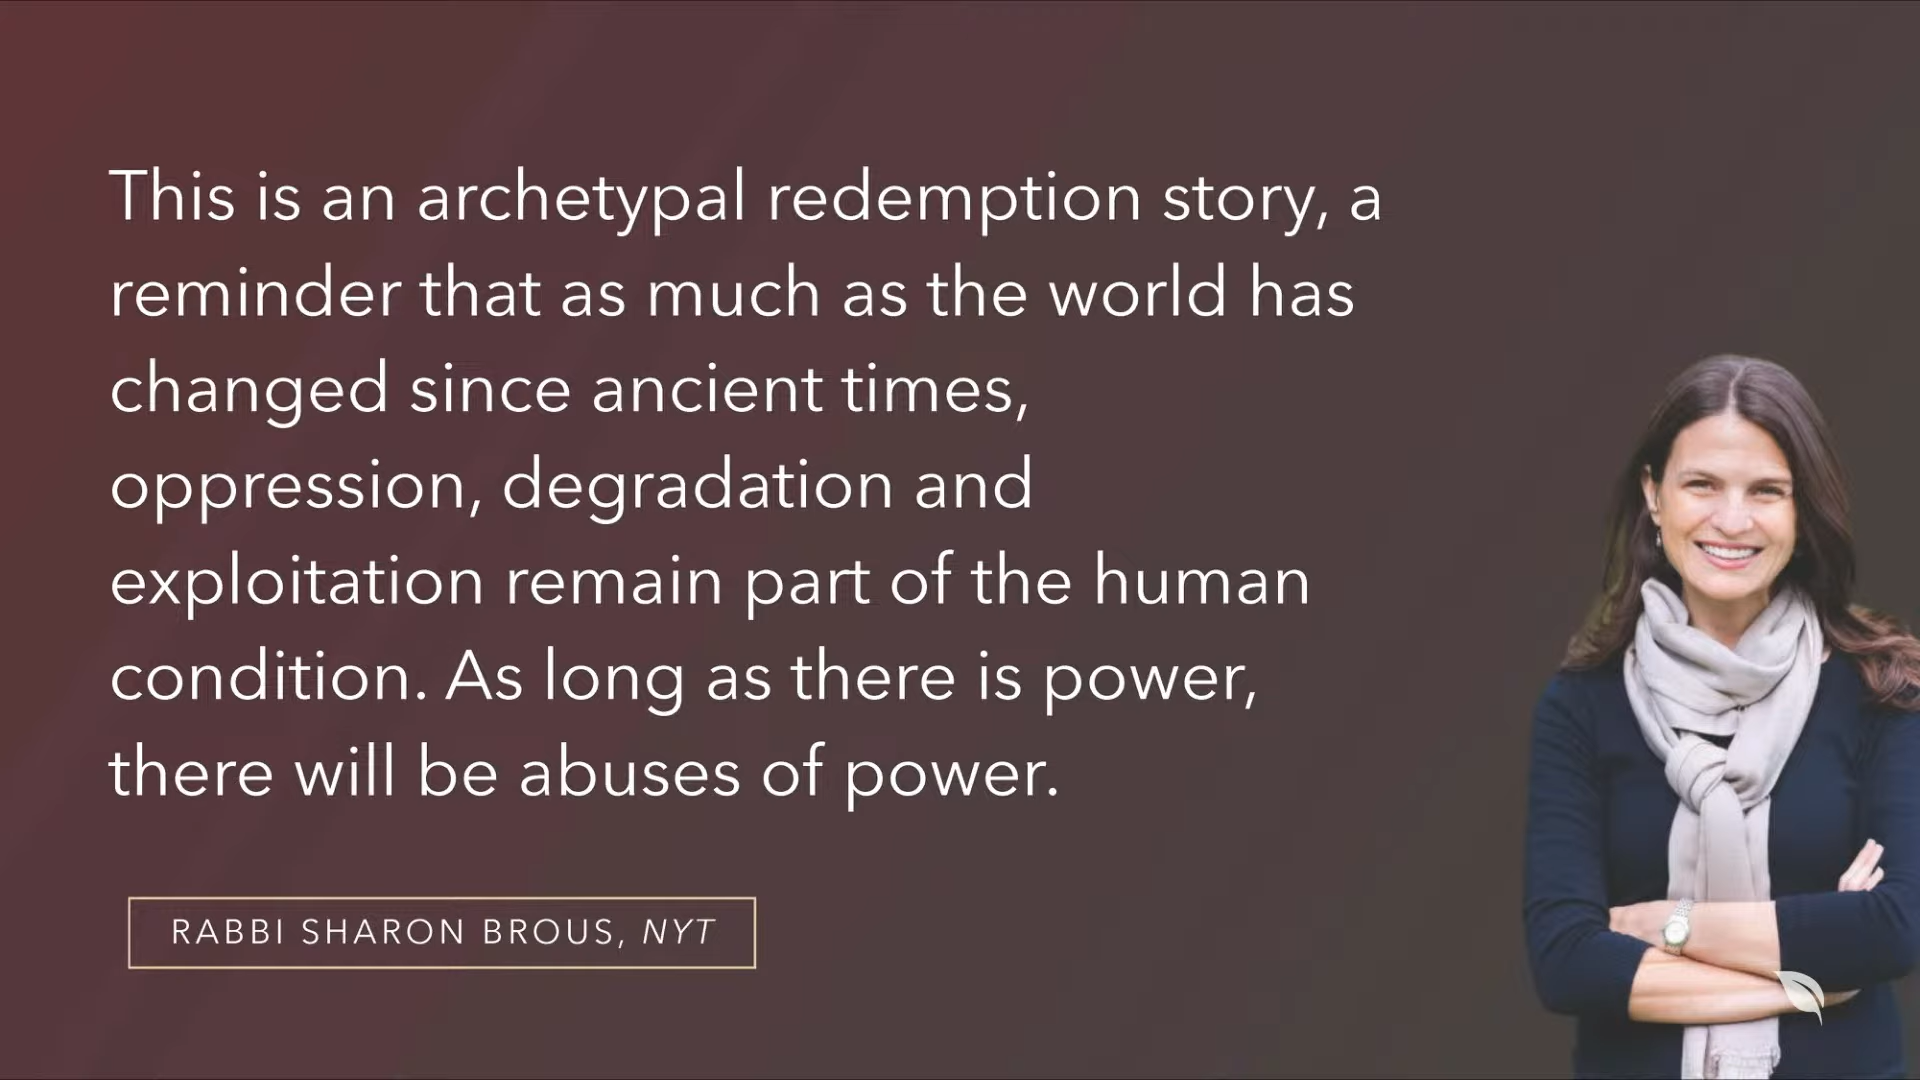 This is an archetypal redemption story, a
reminder that as much as the world has
changed since ancient times,
oppression, degradation and
exploitation remain part of the human
condition. As long as there is power,
there will be abuses of power.
RABBI SHARON BROUS, NYT